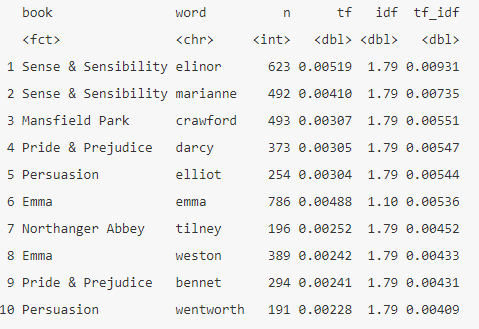 book word n tf idf tf_idf
<fct> <chr> <int> <dbl> <dbl> <dbl>
1 Sense & Sensibility elinor 623 0.00519 1.79 0.00931
2 Sense & Sensibility marianne 492 0.00410 1.79 0.00735
3 Mansfield Park crawford 493 0.00307 1.79 0.00551
4 Pride & Prejudice darcy 373 0.00305 1.79 0.00547
5 Persuasion elliot 254 0.00304 1.79 0.00544
6 Emma emma 786 0.00488 1.10 0.00536
7 Northanger Abbey tilney 196 0.00252 1.79 0.00452
8 Emma weston 389 0.00242 1.79 0.00433
9 Pride & Prejudice bennet 294 0.00241 1.79 0.00431
10 Persuasion wentworth 191 0.00228 1.79 0.00409